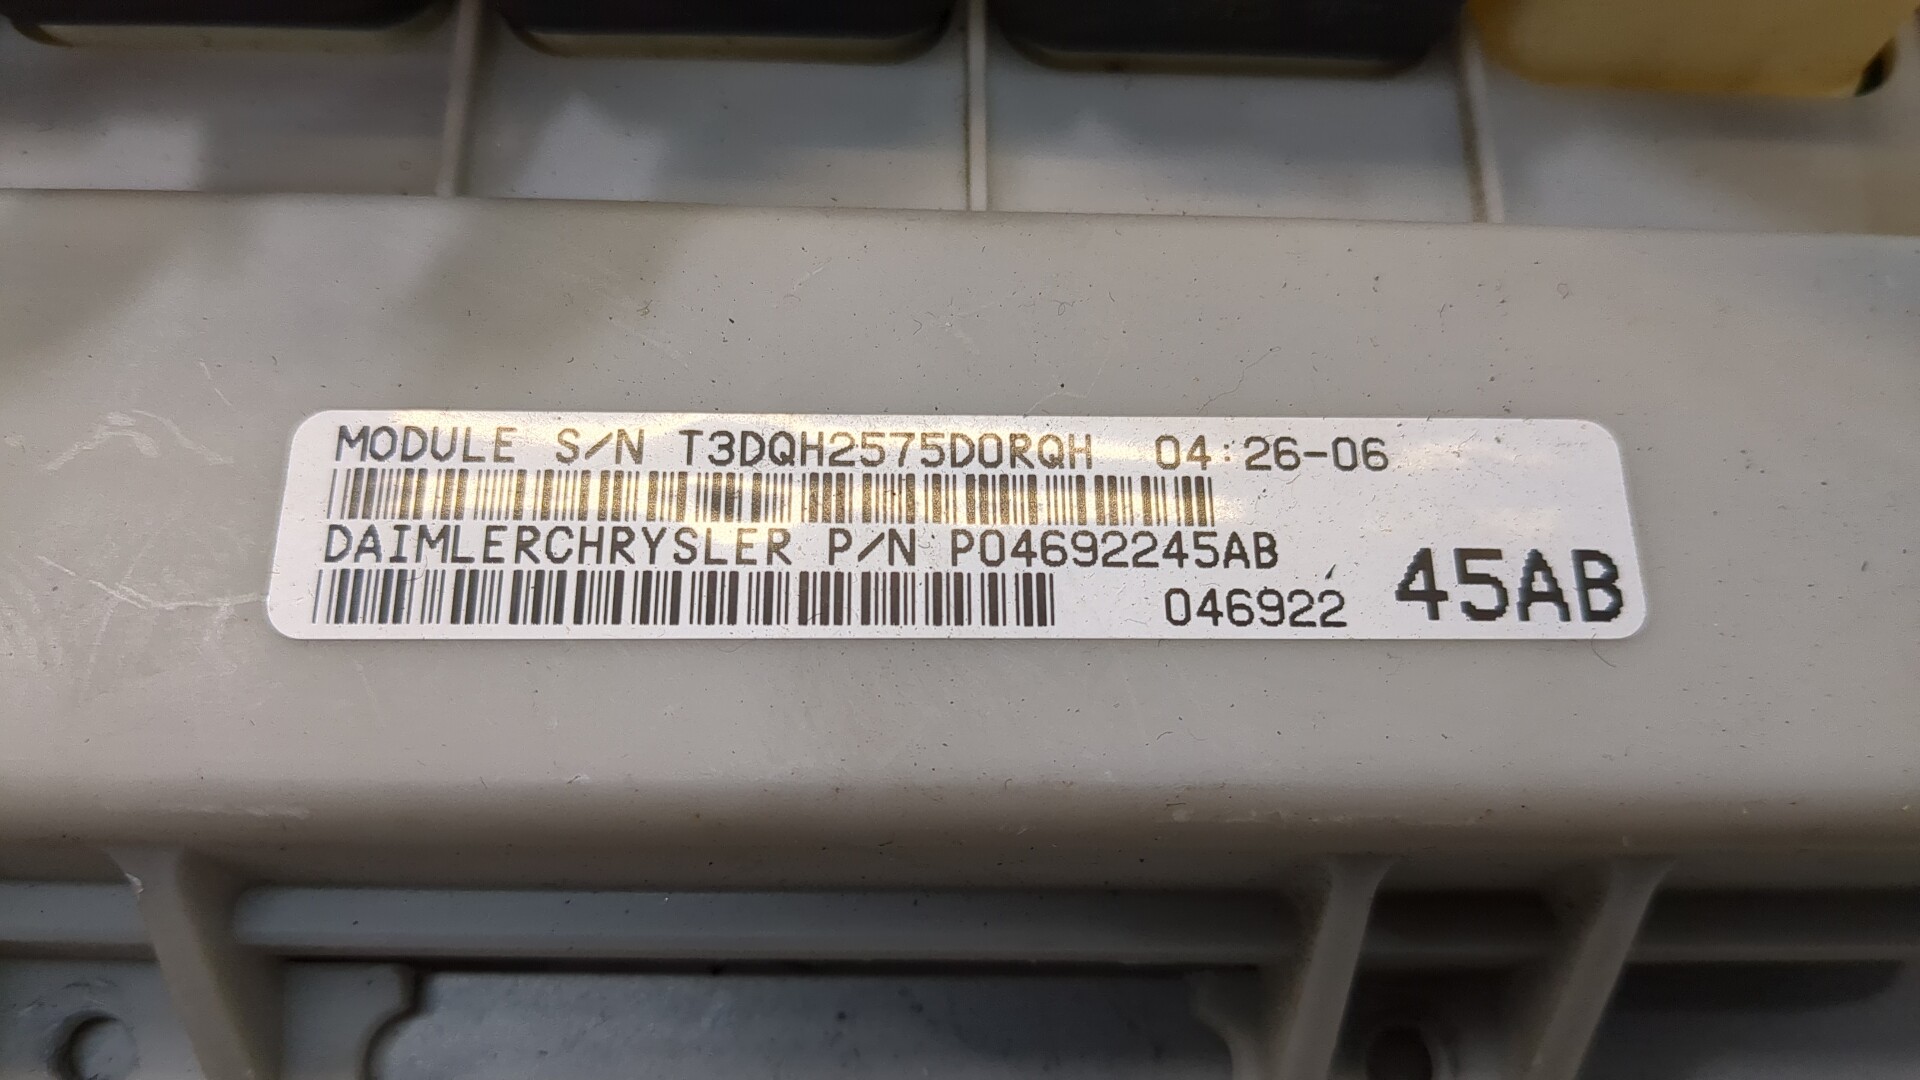 MODULE S/N T3DQH2575D0RQH 04:26-06
DAIMLERCHRYSLER P/N P04692245AB
046922 45AB